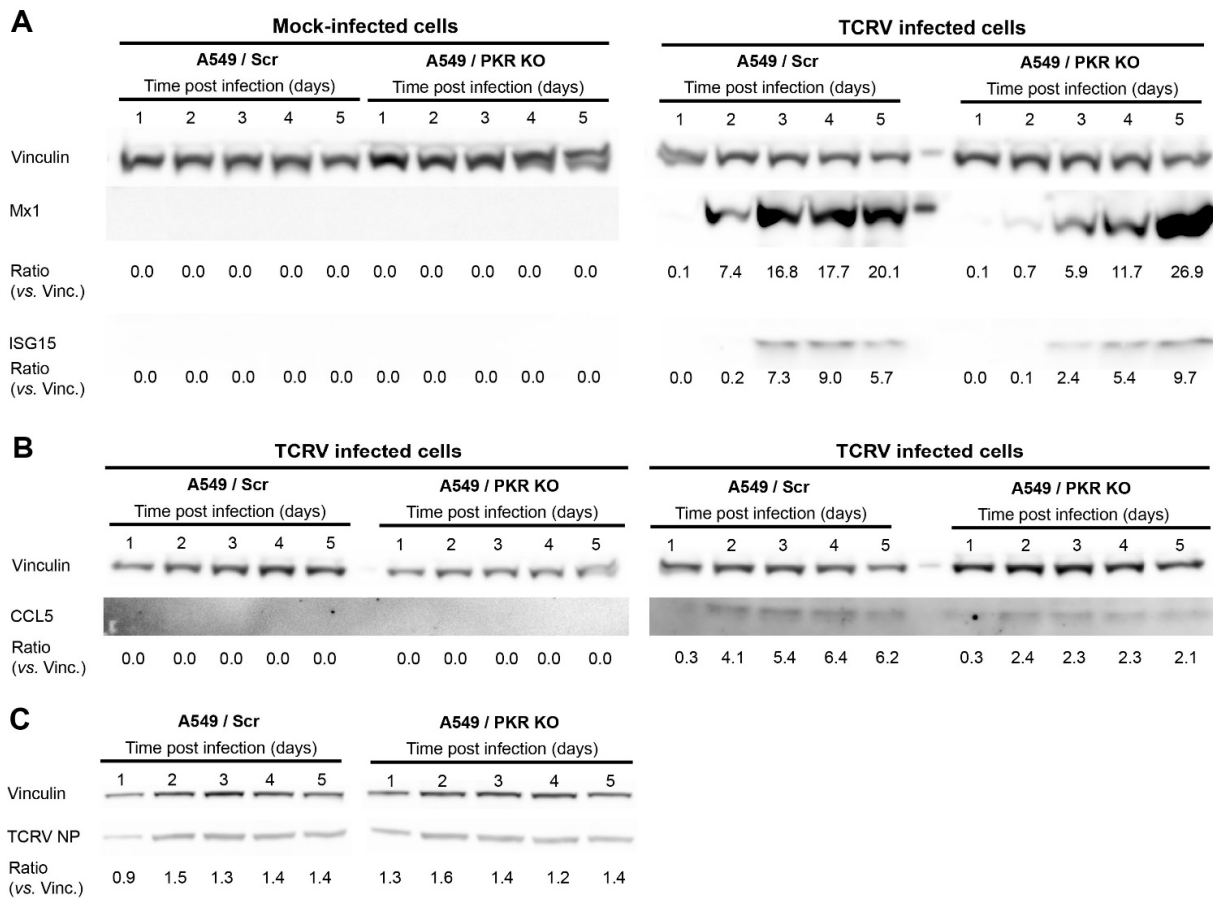 A
Mock-infected cells
TCRV infected cells
A549 / Scr
A549 / PKR KO
A549 / Scr
A549 / PKR KO
Time post infection (days)
Time post infection (days)
Time post infection (days)
Time post infection (days)
1 2 3 4 5 1 2 3 4 5 1 2 3 4 5 1 2 3 4 5
Vinculin
Mx1
Ratio
(vs. Vinc.)
0.0 0.0 0.0 0.0 0.0 0.0 0.0 0.0 0.0 0.0 0.1 7.4 16.8 17.7 20.1 0.1 0.7 5.9 11.7 26.9
ISG15
Ratio
(vs. Vinc.)
0.0 0.0 0.0 0.0 0.0 0.0 0.0 0.0 0.0 0.0 0.0 0.2 7.3 9.0 5.7 0.0 0.1 2.4 5.4 9.7
B
TCRV infected cells
TCRV infected cells
A549 / Scr
A549 / PKR KO
A549 / Scr
A549 / PKR KO
Time post infection (days)
Time post infection (days)
Time post infection (days)
Time post infection (days)
1 2 3 4 5 1 2 3 4 5 1 2 3 4 5 1 2 3 4 5
Vinculin
CCL5
Ratio
(vs. Vinc.)
0.0 0.0 0.0 0.0 0.0 0.0 0.0 0.0 0.0 0.0 0.3 4.1 5.4 6.4 6.2 0.3 2.4 2.3 2.3 2.1
C
A549 / Scr
A549 / PKR KO
Time post infection (days)
Time post infection (days)
1 2 3 4 5 1 2 3 4 5
Vinculin
TCRV NP
Ratio
(vs. Vinc.)
0.9 1.5 1.3 1.4 1.4 1.3 1.6 1.4 1.2 1.4